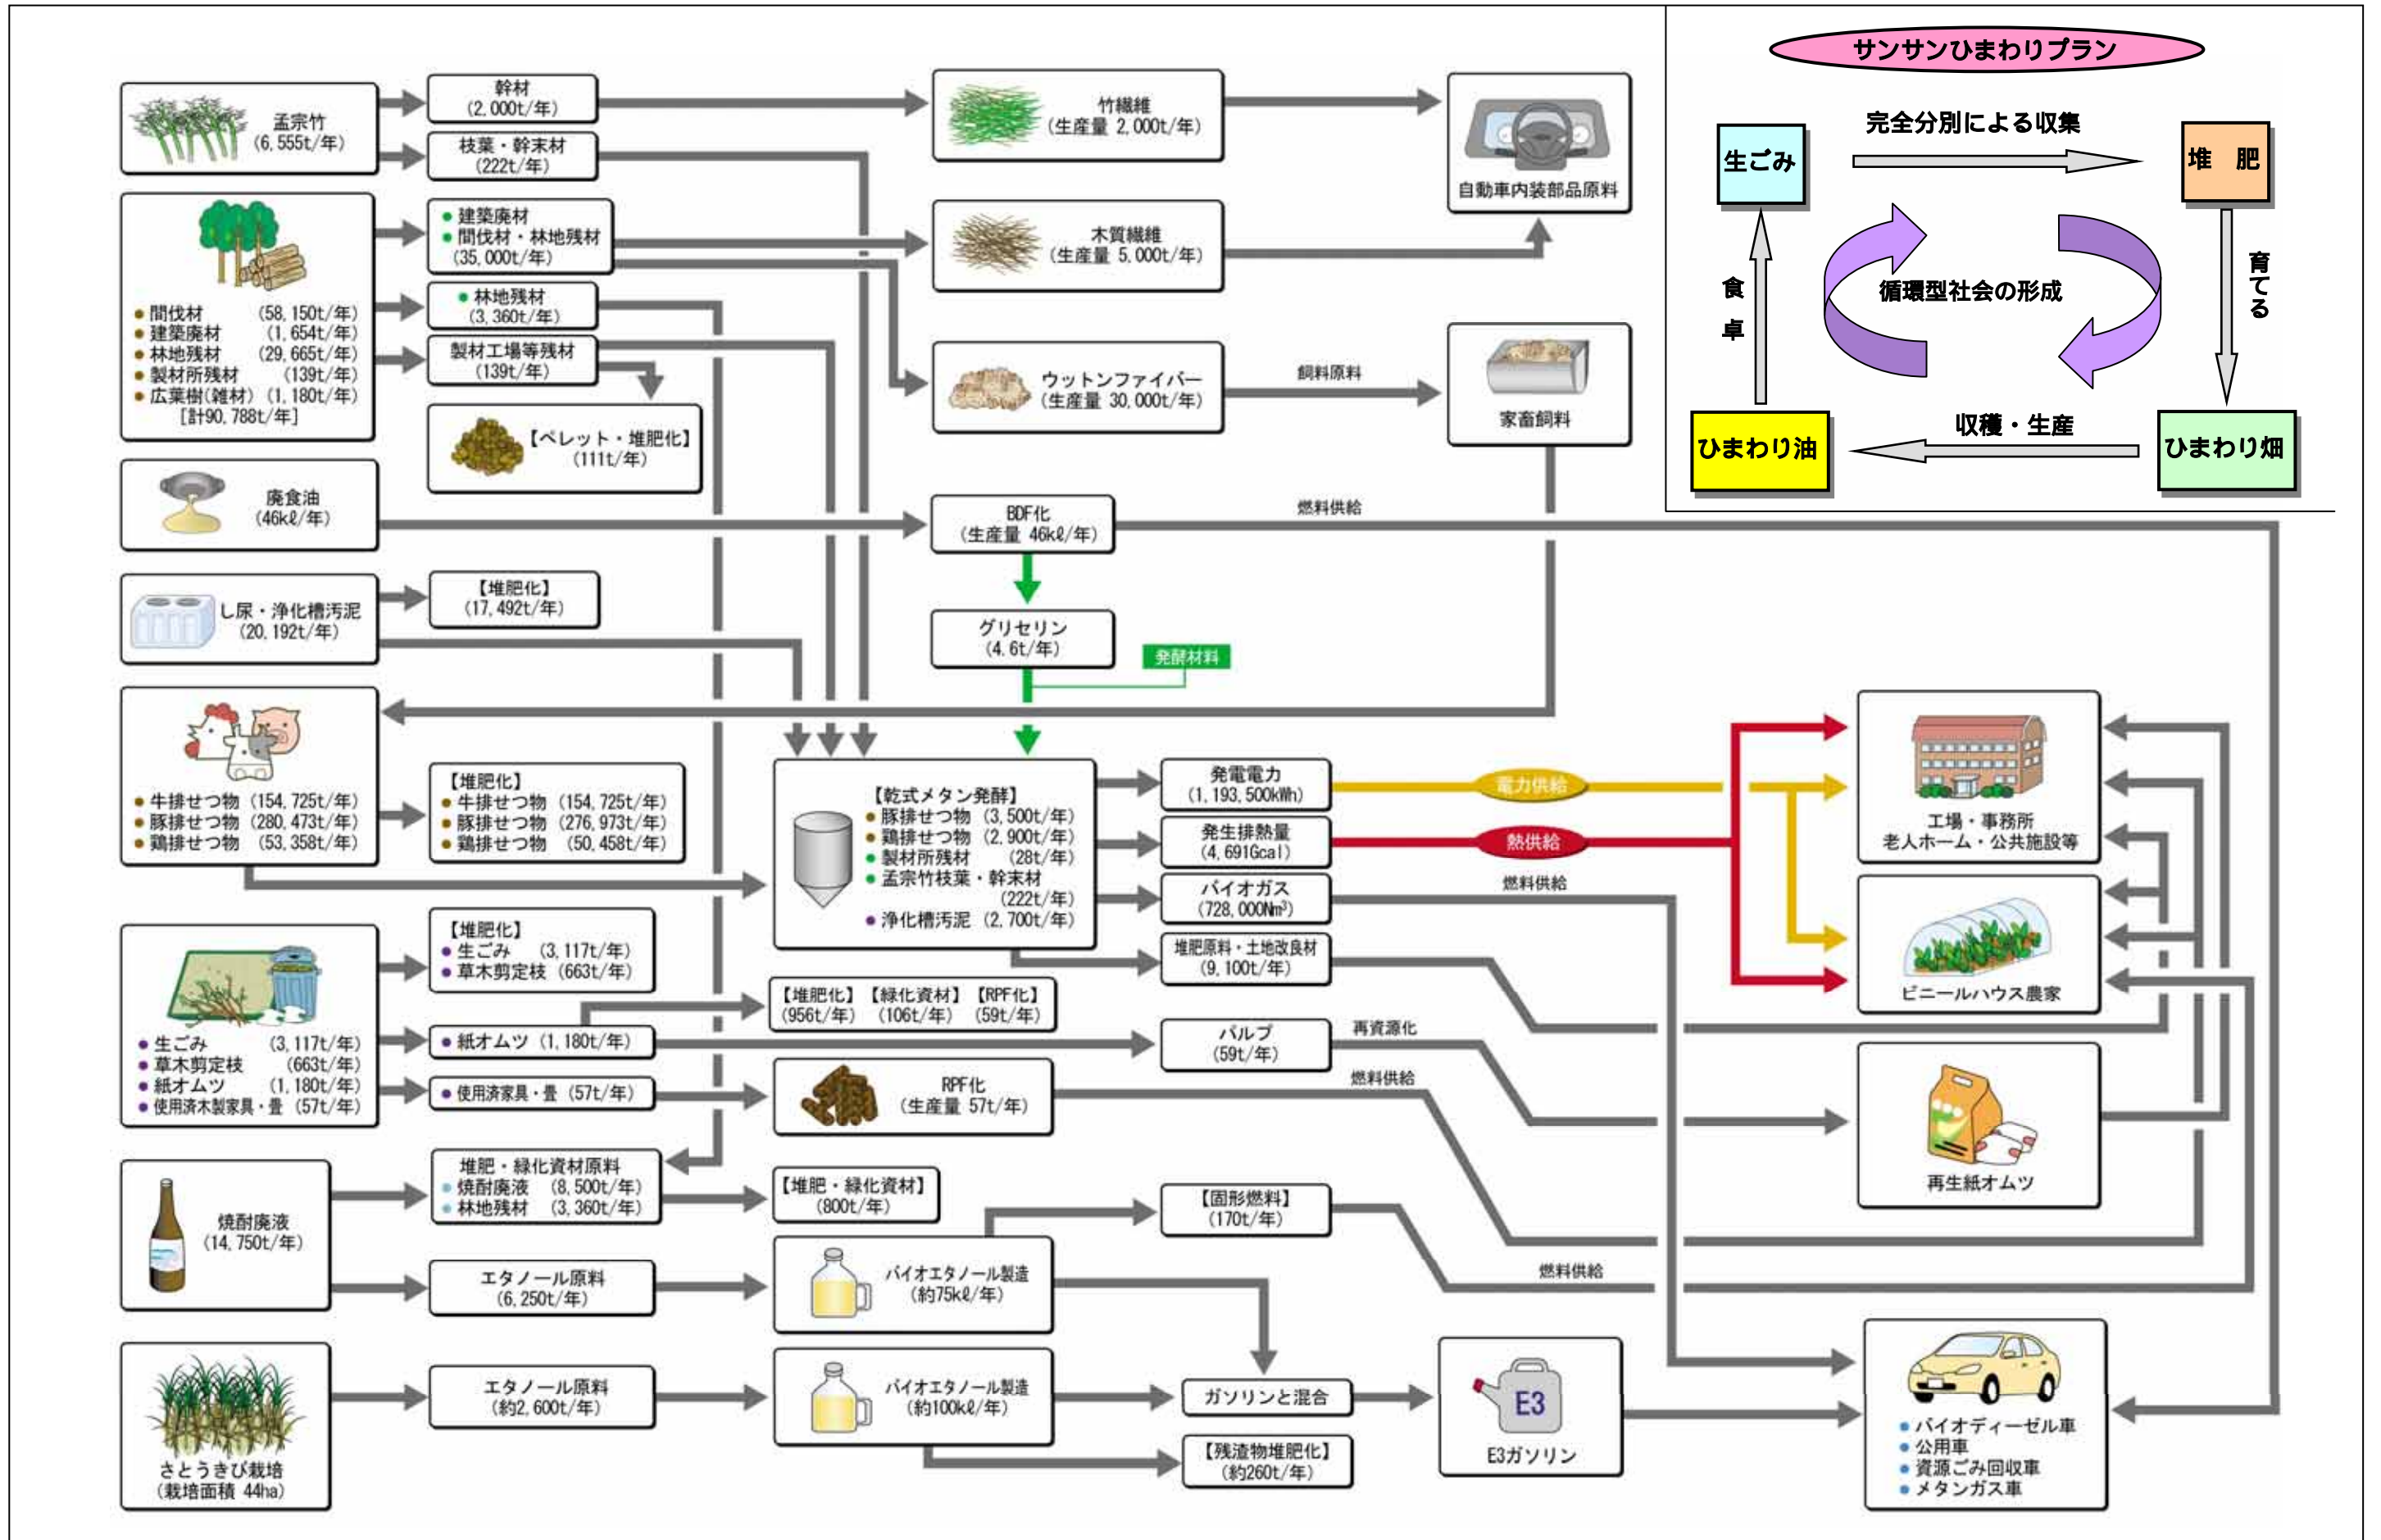 孟宗竹
(6,555t/年)
幹材
(2,000t/年)
枝葉・幹末材
(222t/年)
竹繊維
(生産量 2,000t/年)
自動車内装部品原料
● 間伐材 (58,150t/年)
● 建築廃材 (1,654t/年)
● 林地残材 (29,665t/年)
● 製材所残材 (139t/年)
● 広葉樹(雑材) (1,180t/年)
[計90,788t/年]
● 建築廃材
● 間伐材・林地残材
(35,000t/年)
● 林地残材
(3,360t/年)
製材工場等残材
(139t/年)
【ペレット・堆肥化】
(111t/年)
木質繊維
(生産量 5,000t/年)
ウットンファイバー
(生産量 30,000t/年)
飼料原料
家畜飼料
サンサンひまわりプラン
生ごみ
完全分別による収集
堆 肥
育てる
循環型社会の形成
食卓
ひまわり油
収穫・生産
ひまわり畑
廃食油
(46kℓ/年)
BDF化
(生産量 46kℓ/年)
燃料供給
グリセリン
(4.6t/年)
発酵材料
し尿・浄化槽汚泥
(20,192t/年)
【堆肥化】
(17,492t/年)
● 牛排せつ物 (154,725t/年)
● 豚排せつ物 (280,473t/年)
● 鶏排せつ物 (53,358t/年)
【堆肥化】
● 牛排せつ物 (154,725t/年)
● 豚排せつ物 (276,973t/年)
● 鶏排せつ物 (50,458t/年)
【乾式メタン発酵】
● 豚排せつ物 (3,500t/年)
● 鶏排せつ物 (2,900t/年)
● 製材所残材 (28t/年)
● 孟宗竹枝葉・幹末材
(222t/年)
● 浄化槽汚泥 (2,700t/年)
発電電力
(1,193,500kWh)
電力供給
発生排熱量
(4,691Gcal)
熱供給
バイオガス
(728,000Nm³)
燃料供給
堆肥原料・土地改良材
(9,100t/年)
工場・事務所
老人ホーム・公共施設等
ビニールハウス農家
● 生ごみ (3,117t/年)
● 草木剪定枝 (663t/年)
● 紙オムツ (1,180t/年)
● 使用済木製家具・畳 (57t/年)
【堆肥化】
● 生ごみ (3,117t/年)
● 草木剪定枝 (663t/年)
● 紙オムツ (1,180t/年)
● 使用済家具・畳 (57t/年)
【堆肥化】【緑化資材】【RPF化】
(956t/年) (106t/年) (59t/年)
パルプ
(59t/年)
再資源化
RPF化
(生産量 57t/年)
燃料供給
再生紙オムツ
焼酎廃液
(14,750t/年)
堆肥・緑化資材原料
● 焼酎廃液 (8,500t/年)
● 林地残材 (3,360t/年)
【堆肥・緑化資材】
(800t/年)
【固形燃料】
(170t/年)
燃料供給
エタノール原料
(6,250t/年)
バイオエタノール製造
(約75kℓ/年)
さとうきび栽培
(栽培面積 44ha)
エタノール原料
(約2,600t/年)
バイオエタノール製造
(約100kℓ/年)
ガソリンと混合
【残渣物堆肥化】
(約260t/年)
E3
E3ガソリン
● バイオディーゼル車
● 公用車
● 資源ごみ回収車
● メタンガス車